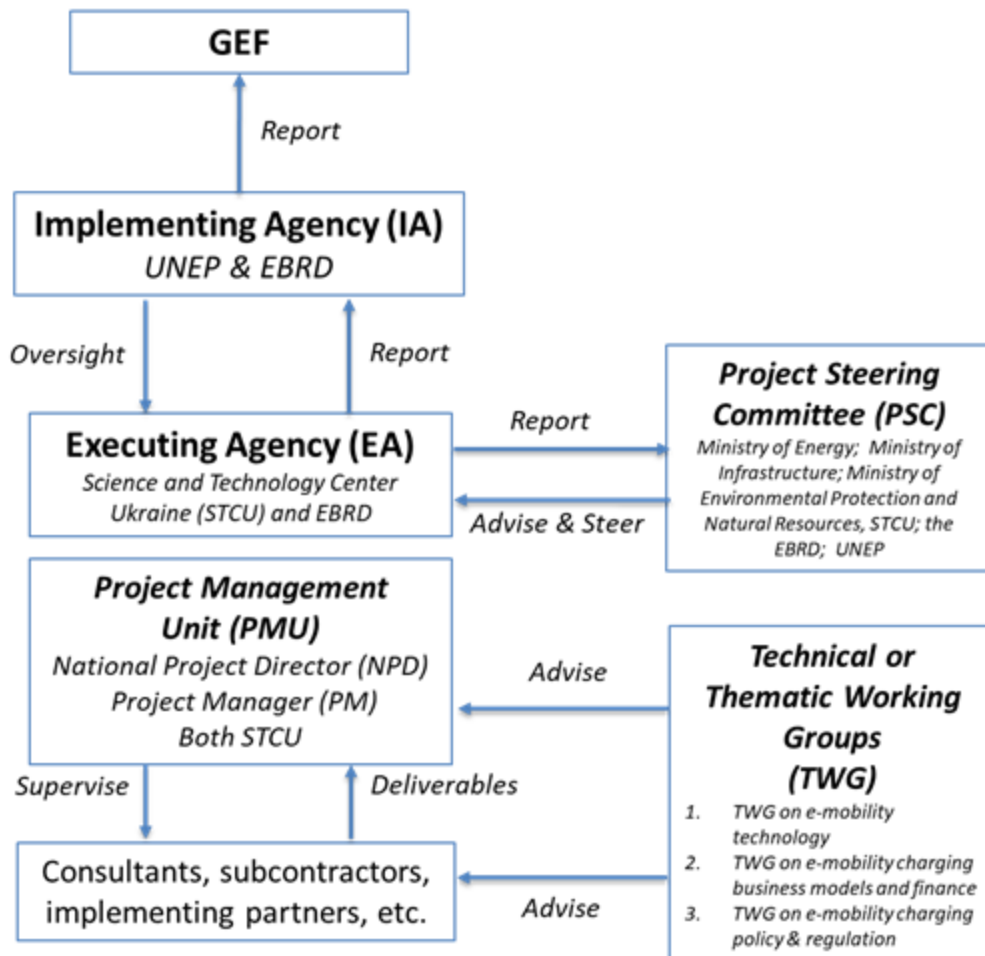 GEF
Report
Implementing Agency (IA)
UNEP & EBRD
Oversight
Report
Executing Agency (EA)
Science and Technology Center
Ukraine (STCU) and EBRD
Report
Advise & Steer
Project Steering
Committee (PSC)
Ministry of Energy;  Ministry of
Infrastructure; Ministry of
Environmental Protection and
Natural Resources, STCU; the
EBRD;  UNEP
Project Management
Unit (PMU)
National Project Director (NPD)
Project Manager (PM)
Both STCU
Advise
Supervise
Deliverables
Consultants, subcontractors,
implementing partners, etc.
Advise
Technical or
Thematic Working
Groups
(TWG)
1. TWG on e-mobility
technology
2. TWG on e-mobility charging
business models and finance
3. TWG on e-mobility charging
policy & regulation